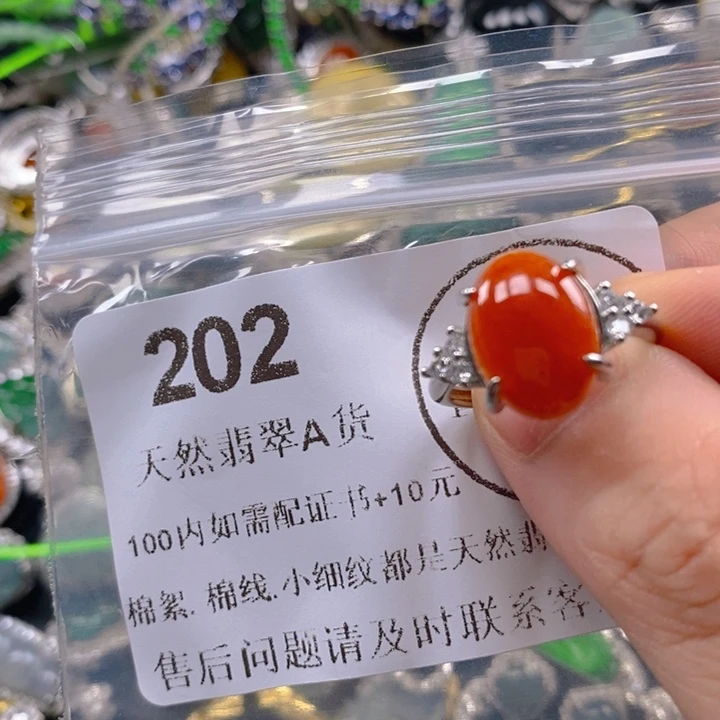 202
天然翡翠A货
100内如需配证书+10元
棉絮.棉线.小细纹都是天然翡
售后问题请及时联系客